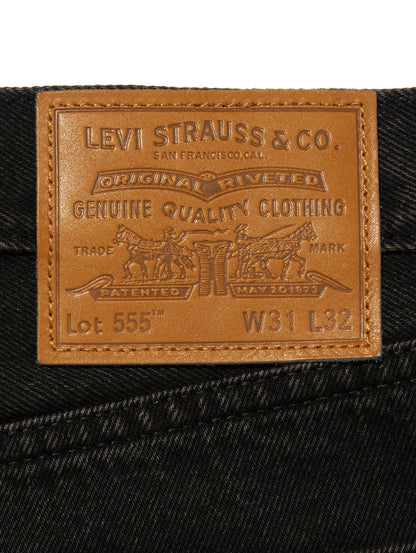 LEVI STRAUSS & CO.
SAN FRANCISCO, CAL.
ORIGINAL RIVETED
GENUINE QUALITY CLOTHING
TRADE MARK
PATENTED MAY 20 1873
Lot 555™ W31 L32